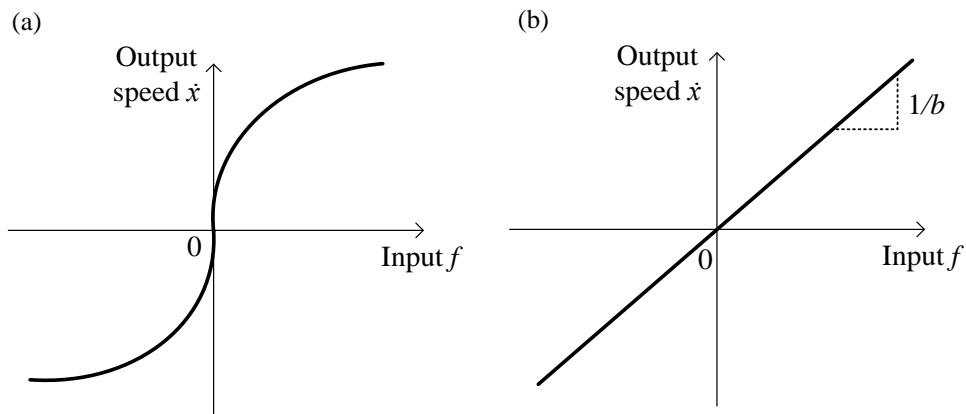 (a)
Output
speed ẋ
0
Input f
(b)
Output
speed ẋ
1/b
0
Input f